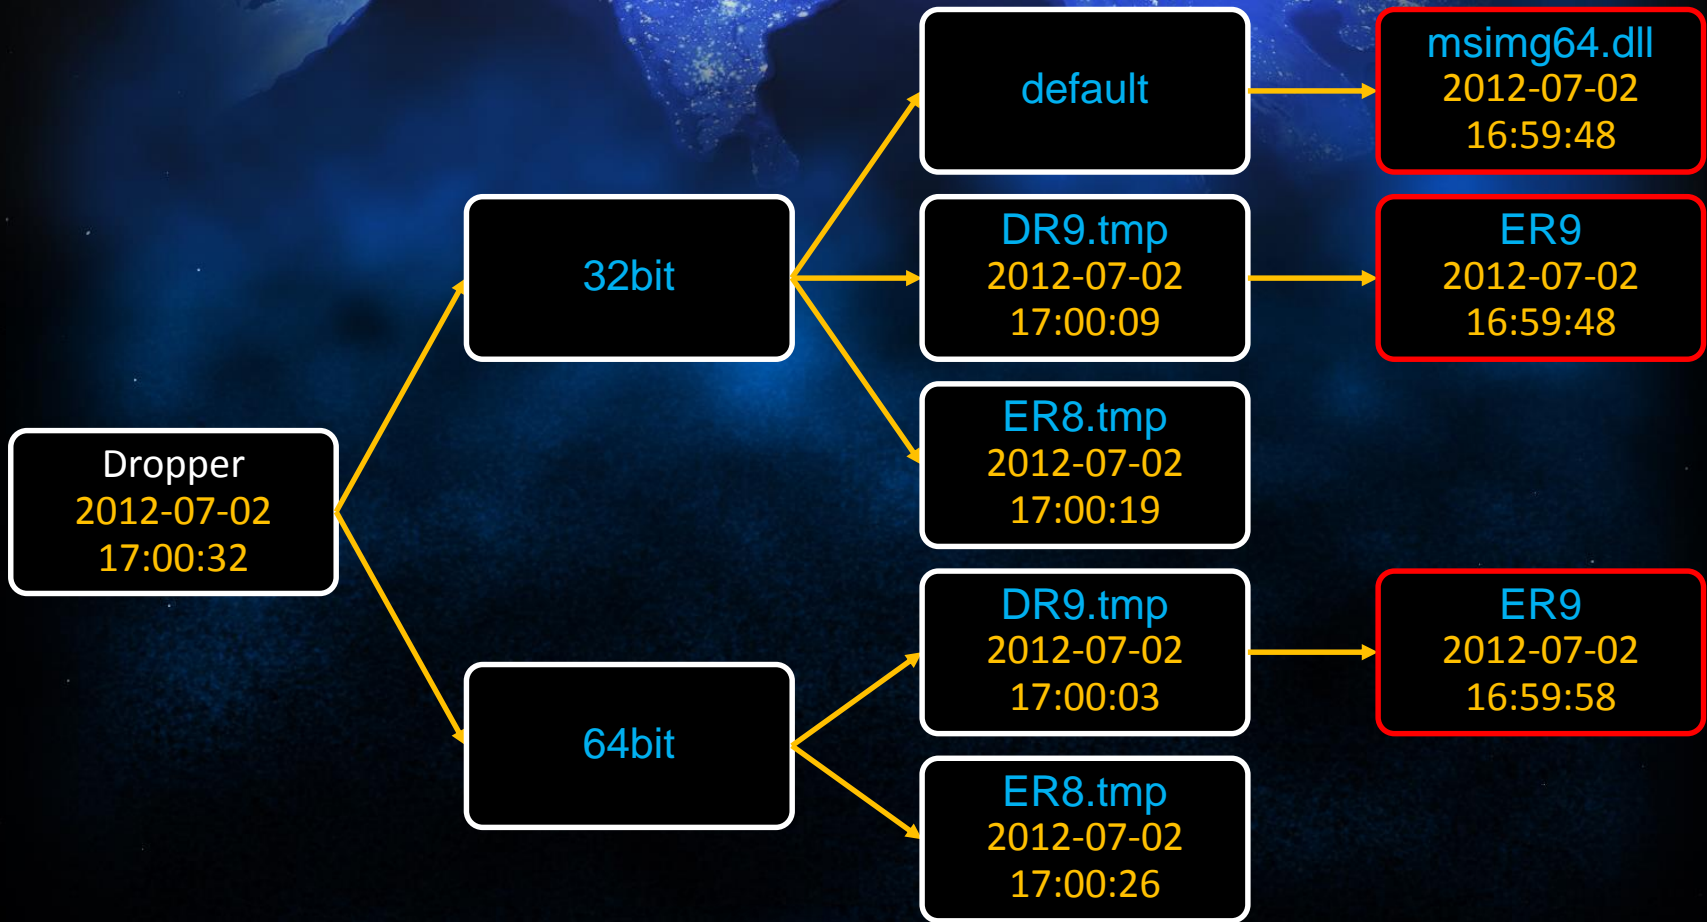 Dropper
2012-07-02
17:00:32
32bit
64bit
default
DR9.tmp
2012-07-02
17:00:09
ER8.tmp
2012-07-02
17:00:19
DR9.tmp
2012-07-02
17:00:03
ER8.tmp
2012-07-02
17:00:26
msimg64.dll
2012-07-02
16:59:48
ER9
2012-07-02
16:59:48
ER9
2012-07-02
16:59:58